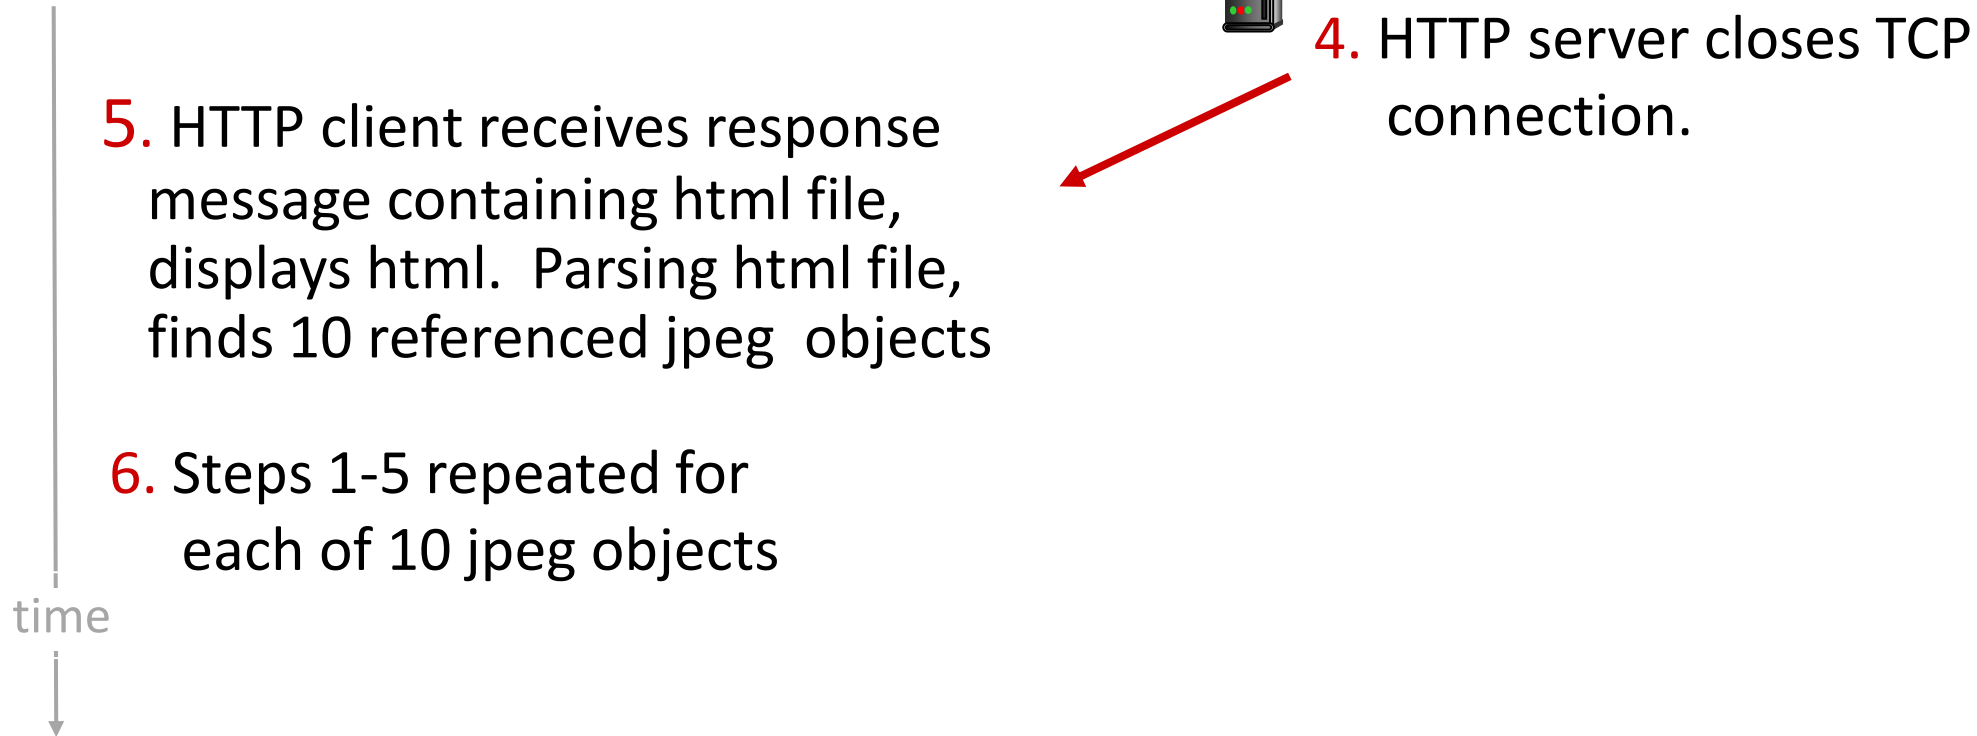 4. HTTP server closes TCP
connection.
5. HTTP client receives response
message containing html file,
displays html.  Parsing html file,
finds 10 referenced jpeg  objects
6. Steps 1-5 repeated for
each of 10 jpeg objects
time